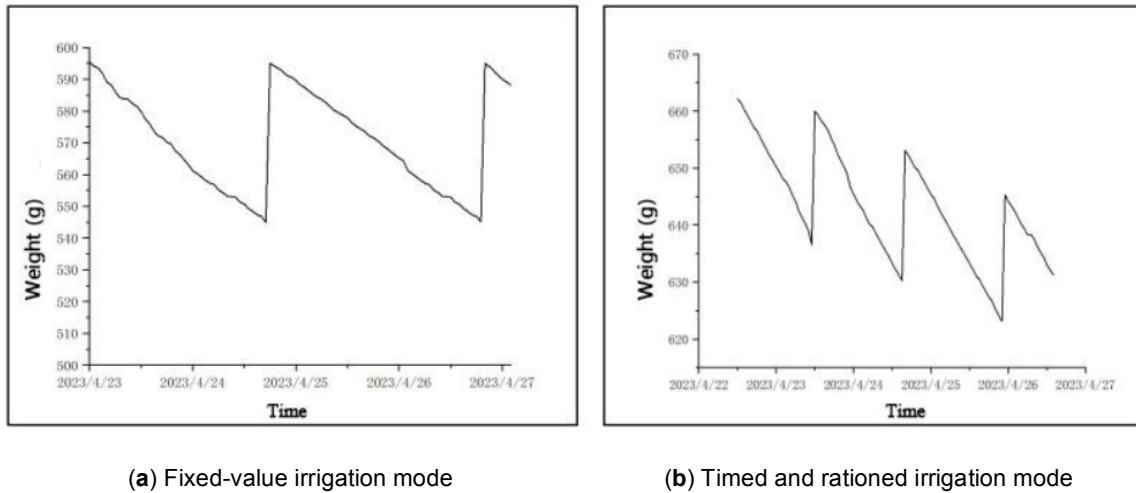 600
590
580
570
560
550
540
530
520
510
500
Weight (g)
2023/4/23 2023/4/24 2023/4/25 2023/4/26 2023/4/27
Time
670
660
650
640
630
620
Weight (g)
2023/4/22 2023/4/23 2023/4/24 2023/4/25 2023/4/26 2023/4/27
Time
(a) Fixed-value irrigation mode
(b) Timed and rationed irrigation mode